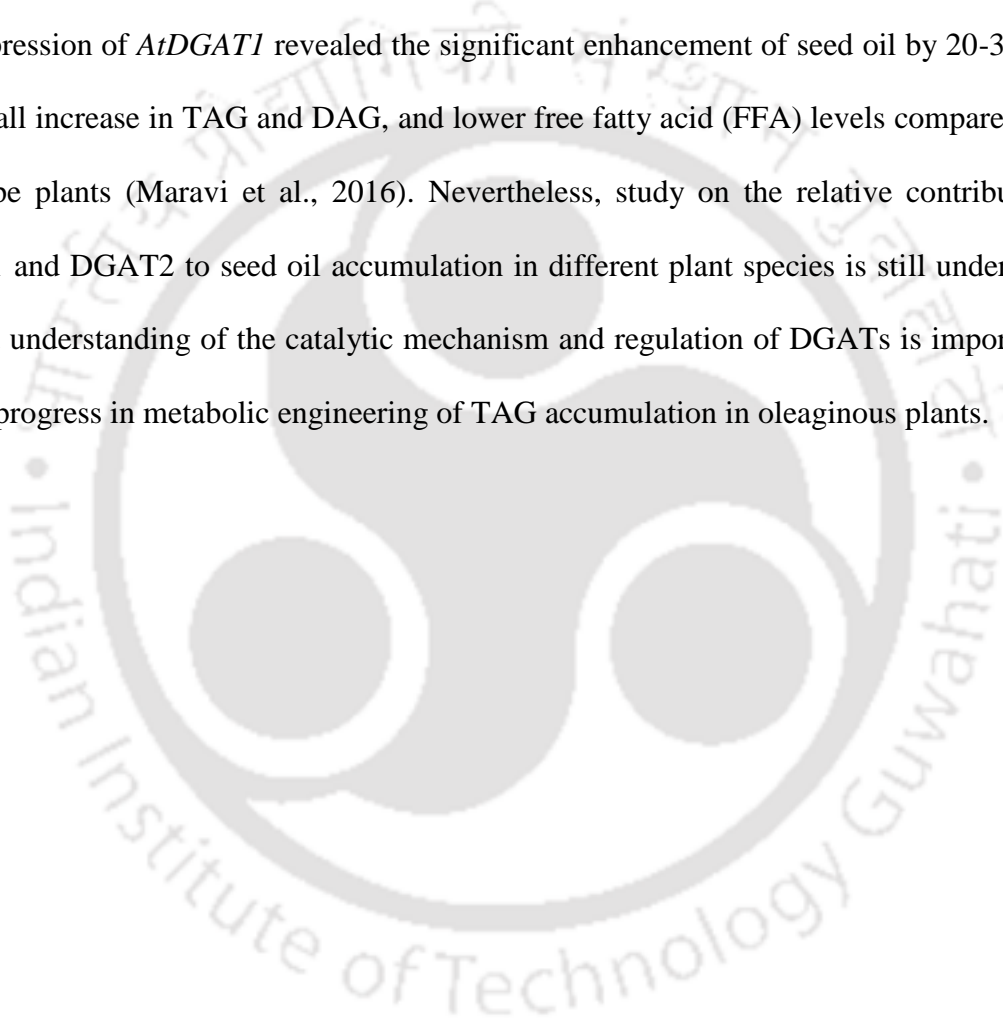 pression of AtDGAT1 revealed the significant enhancement of seed oil by 20-3
all increase in TAG and DAG, and lower free fatty acid (FFA) levels compare
pe plants (Maravi et al., 2016). Nevertheless, study on the relative contribu
and DGAT2 to seed oil accumulation in different plant species is still under
understanding of the catalytic mechanism and regulation of DGATs is impor
progress in metabolic engineering of TAG accumulation in oleaginous plants.
Indian Institute of Technology Guwahati